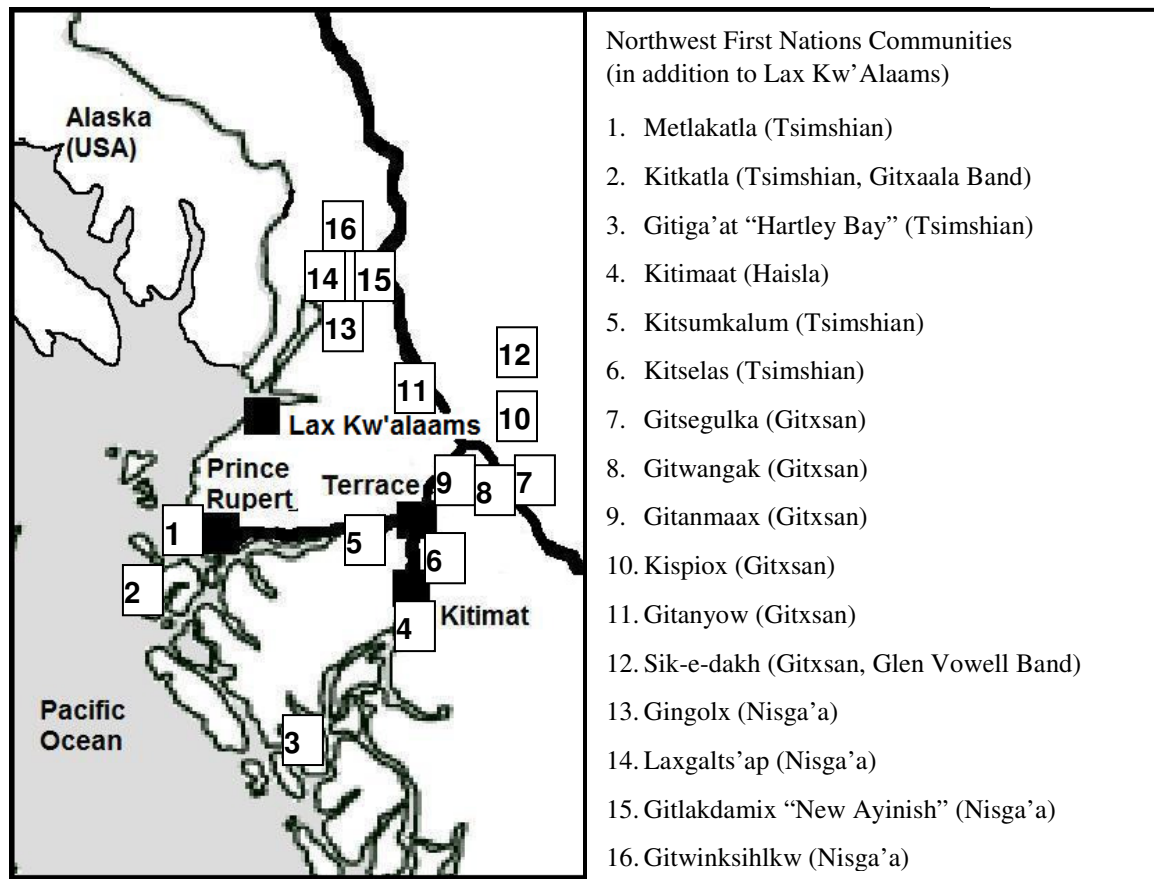 Alaska
(USA)
16
14
15
13
12
11
10
Lax Kw'alaams
Prince
Rupert
Terrace
9
8
7
1
5
6
2
Kitimat
4
Pacific
Ocean
3
Northwest First Nations Communities
(in addition to Lax Kw’Alaams)
1. Metlakatla (Tsimshian)
2. Kitkatla (Tsimshian, Gitxaala Band)
3. Gitiga’at “Hartley Bay” (Tsimshian)
4. Kitimaat (Haisla)
5. Kitsumkalum (Tsimshian)
6. Kitselas (Tsimshian)
7. Gitsegulka (Gitxsan)
8. Gitwangak (Gitxsan)
9. Gitanmaax (Gitxsan)
10. Kispiox (Gitxsan)
11. Gitanyow (Gitxsan)
12. Sik-e-dakh (Gitxsan, Glen Vowell Band)
13. Gingolx (Nisga’a)
14. Laxgalts’ap (Nisga’a)
15. Gitlakdamix “New Ayinish” (Nisga’a)
16. Gitwinksihlkw (Nisga’a)